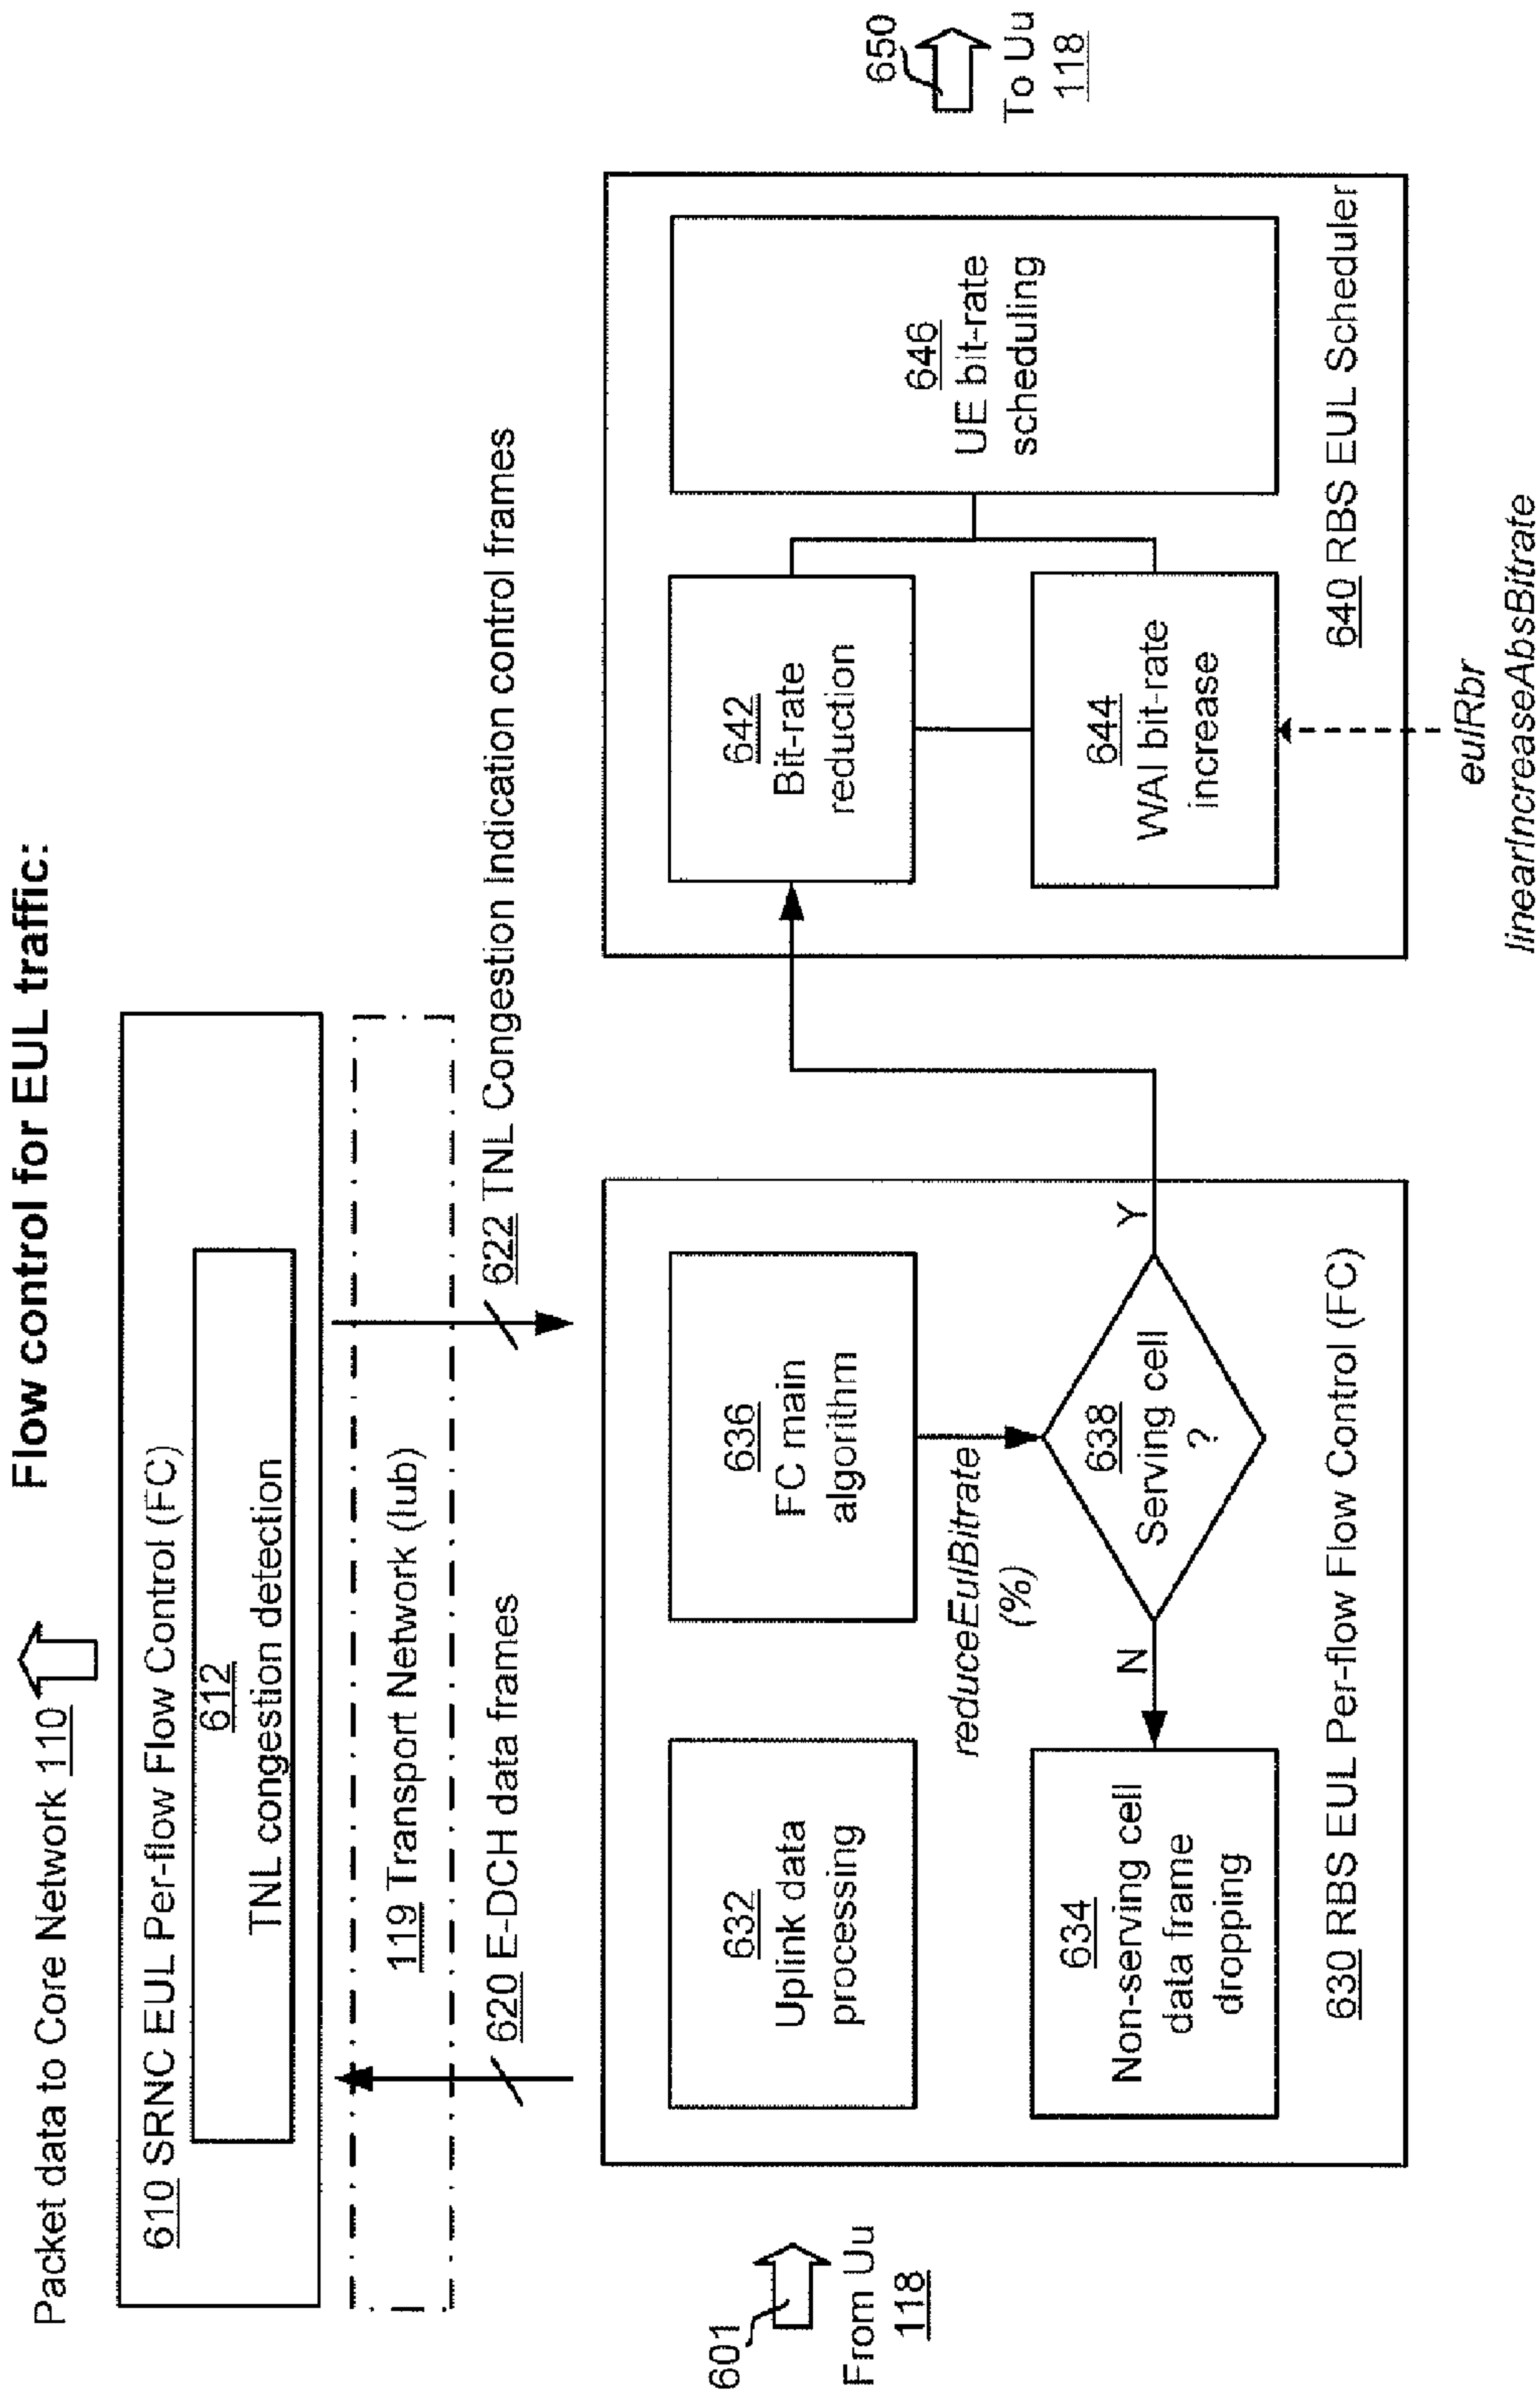 Flow control for EUL traffic:
Packet data to Core Network 110
610 SRNC EUL Per-flow Flow Control (FC)
612
TNL congestion detection
119 Transport Network (Iub)
620 E-DCH data frames
622 TNL Congestion Indication control frames
601
From Uu
118
632
Uplink data
processing
636
FC main
algorithm
reduceEulBitrate
(%)
634
Non-serving cell
data frame
dropping
N
638
Serving cell
?
Y
630 RBS EUL Per-flow Flow Control (FC)
642
Bit-rate
reduction
644
WAI bit-rate
increase
646
UE bit-rate
scheduling
640 RBS EUL Scheduler
eulRbr
linearIncreaseAbsBitrate
650
To Uu
118